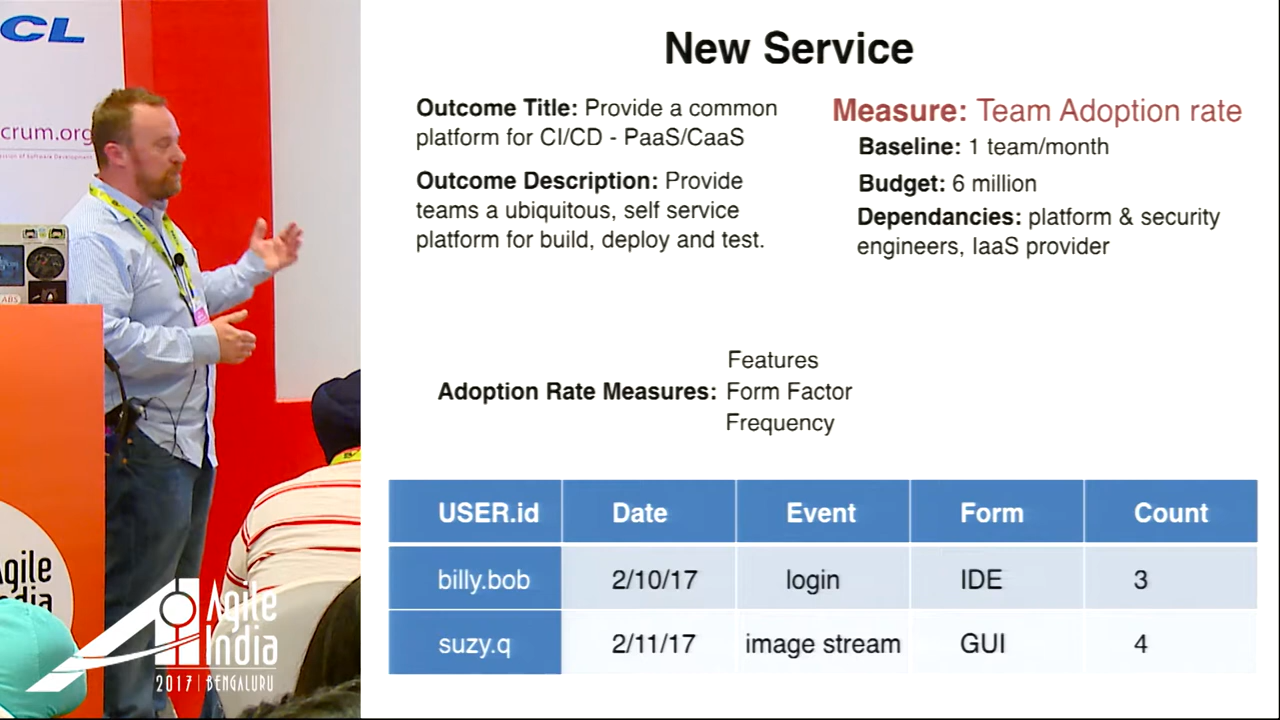 CL
crum.org
New Service
Outcome Title: Provide a common
platform for CI/CD - PaaS/CaaS
Outcome Description: Provide
teams a ubiquitous, self service
platform for build, deploy and test.
Measure: Team Adoption rate
Baseline: 1 team/month
Budget: 6 million
Dependancies: platform & security
engineers, IaaS provider
Features
Adoption Rate Measures: Form Factor
Frequency
USER.id Date Event Form Count
billy.bob 2/10/17 login IDE 3
suzy.q 2/11/17 image stream GUI 4
LABS
Agile
India
Agile
India
2017 | BENGALURU